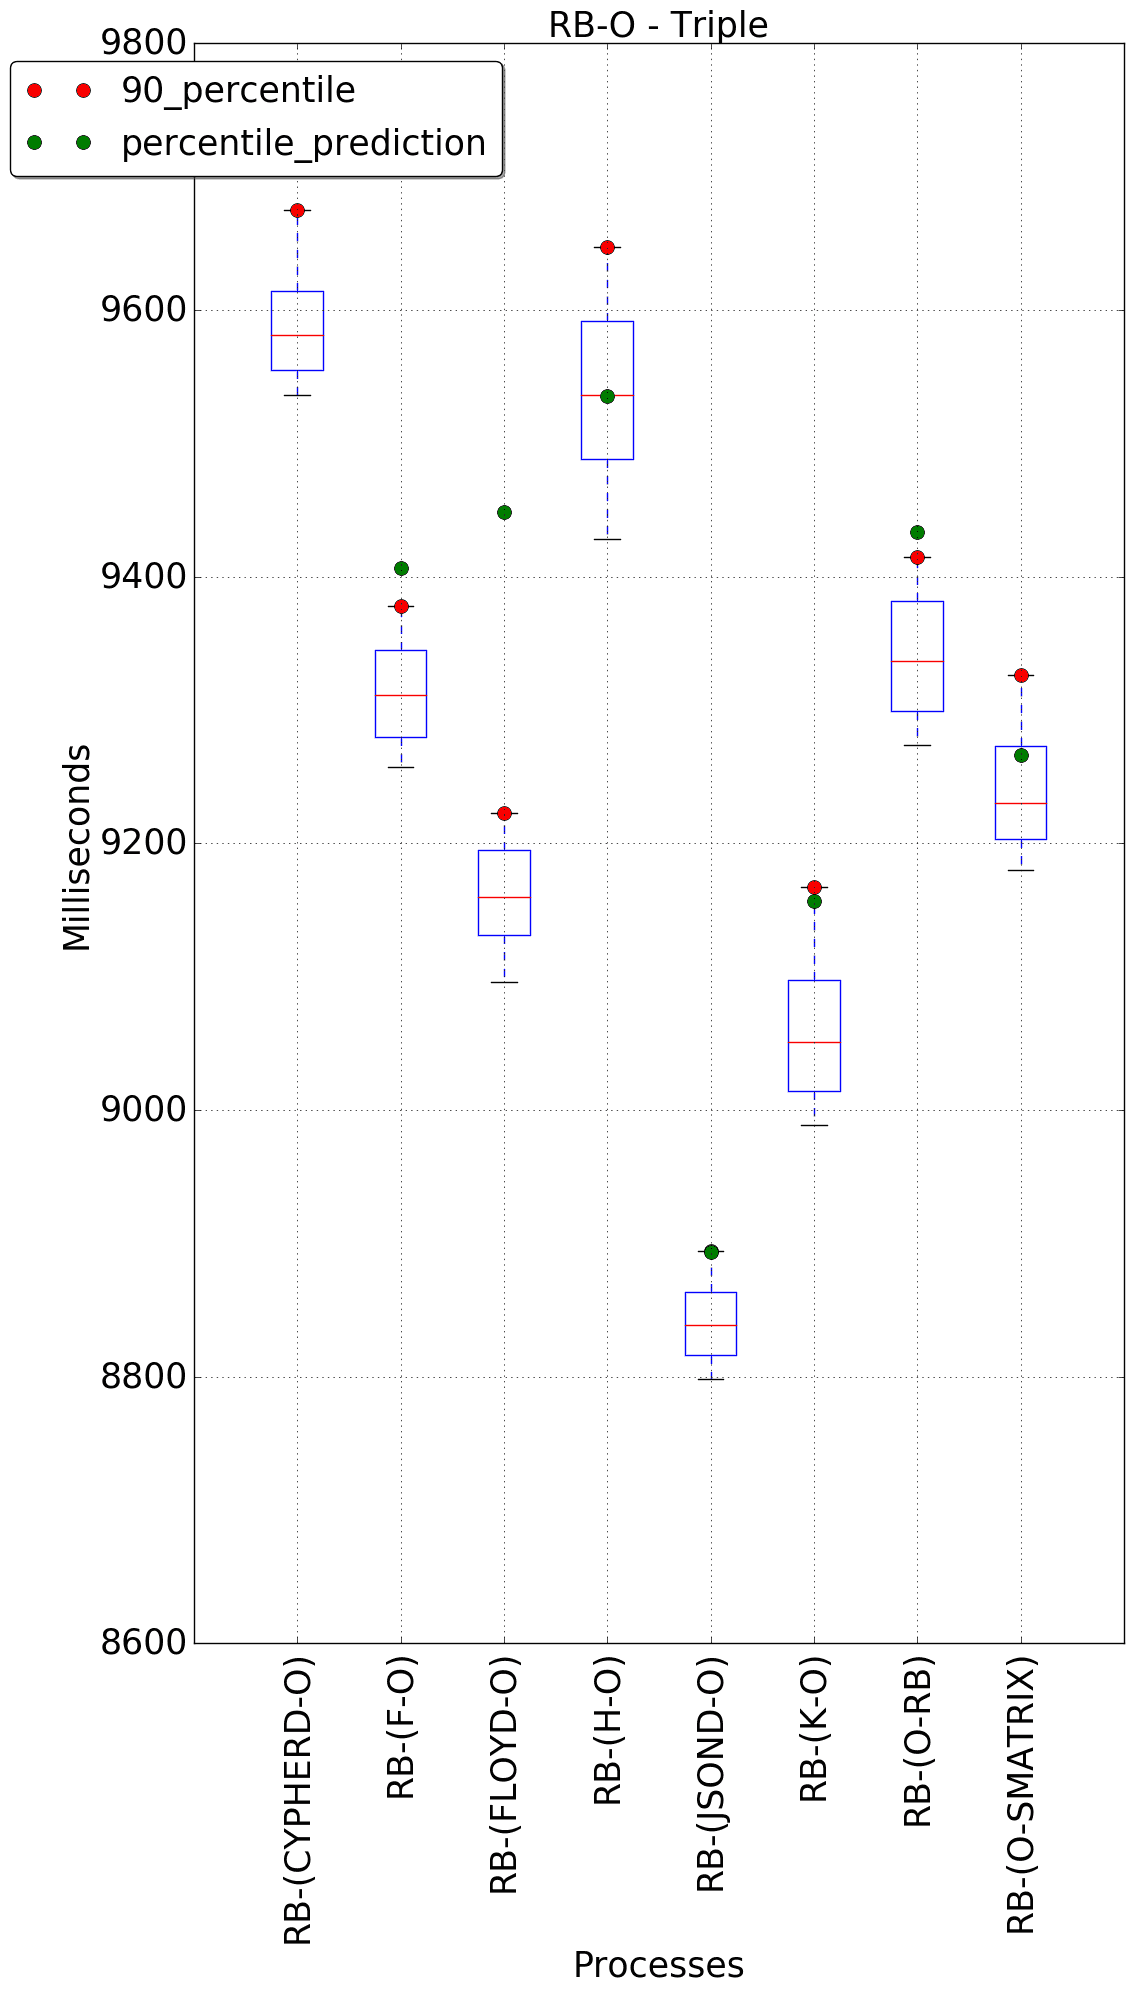 RB-O - Triple
90_percentile
percentile_prediction
9800
9600
9400
9200
9000
8800
8600
Milliseconds
RB-(CYPHERD-O)
RB-(F-O)
RB-(FLOYD-O)
RB-(H-O)
RB-(JSOND-O)
RB-(K-O)
RB-(O-RB)
RB-(O-SMATRIX)
Processes